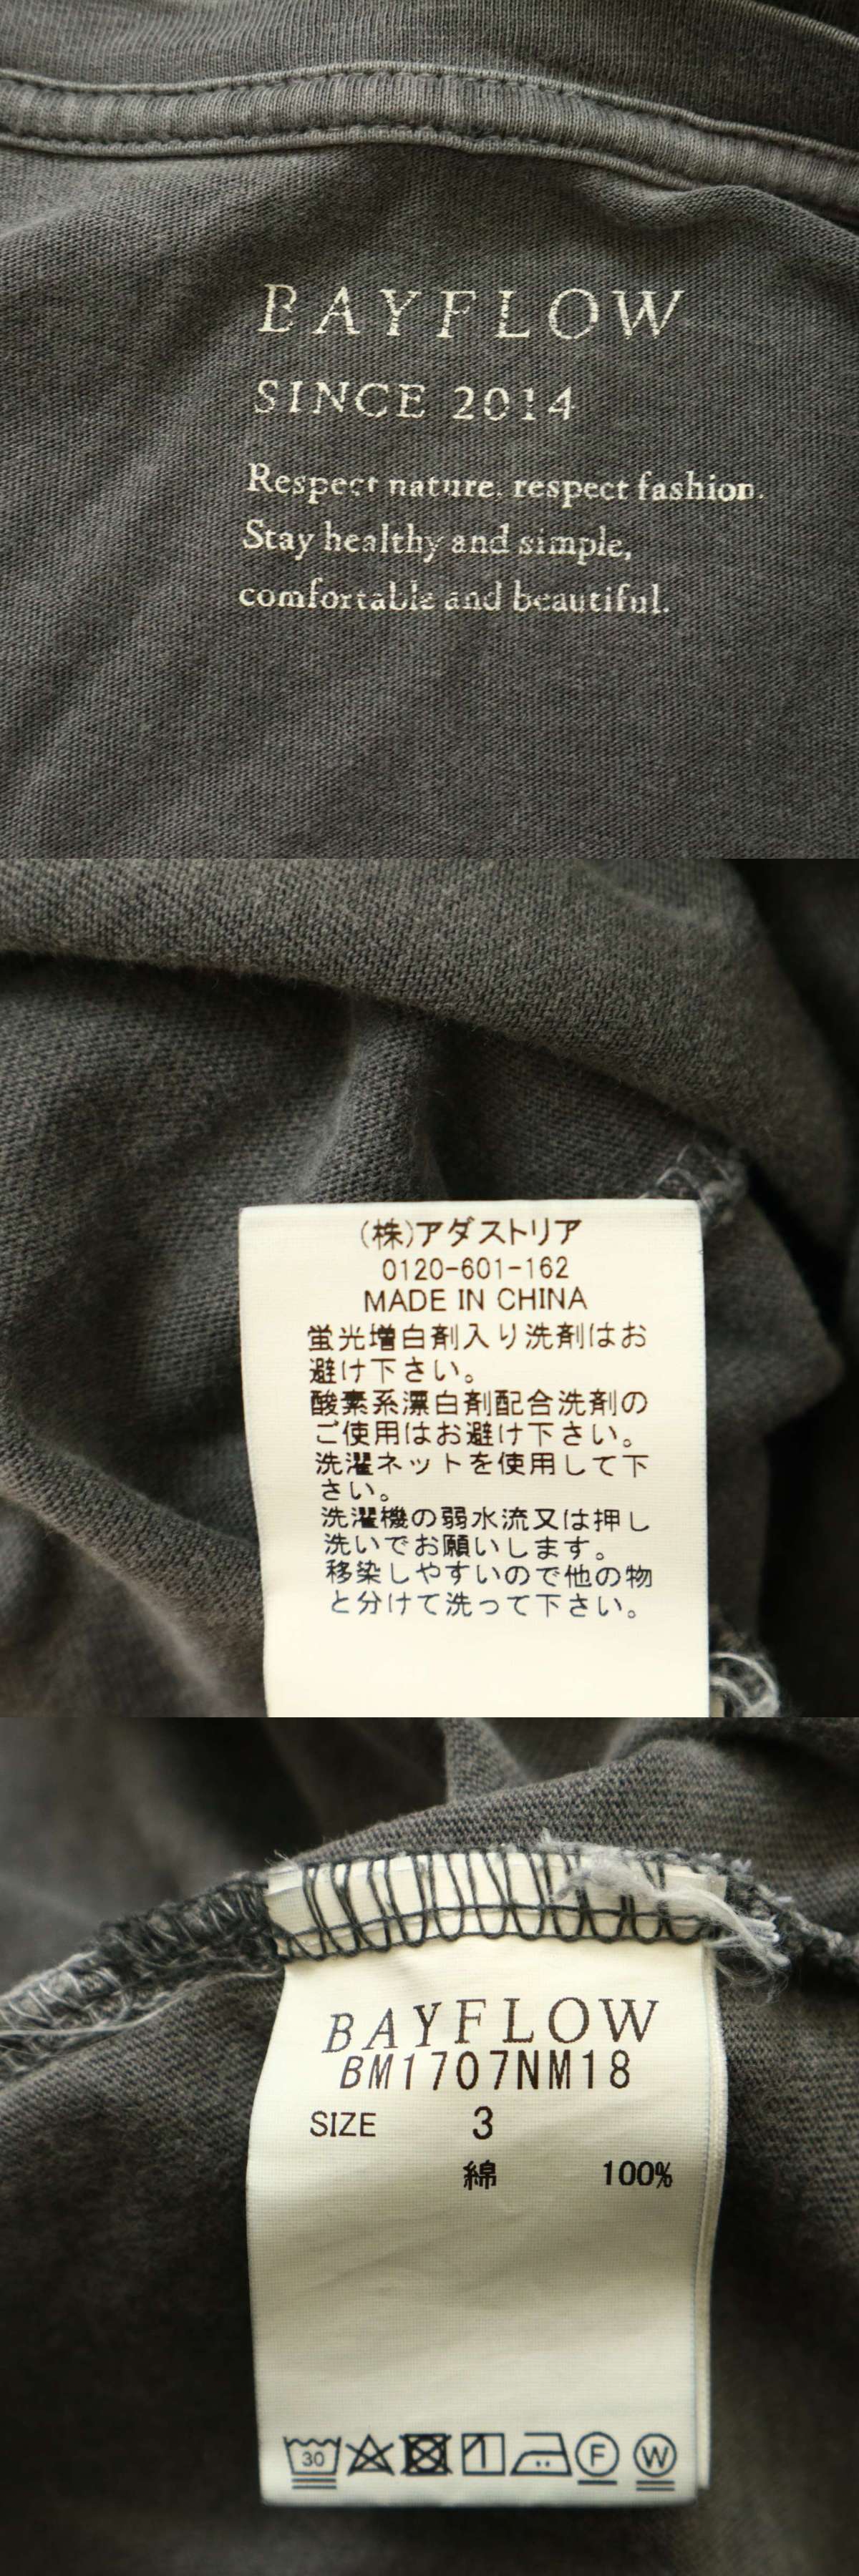 BAYFLOW
SINCE 2014
Respect nature, respect fashion.
Stay healthy and simple,
comfortable and beautiful.
(株)アダストリア
0120-601-162
MADE IN CHINA
蛍光増白剤入り洗剤はお
避け下さい。
酸素系漂白剤配合洗剤の
ご使用はお避け下さい。
洗濯ネットを使用して下
さい。
洗濯機の弱水流又は押し
洗いでお願いします。
移染しやすいので他の物
と分けて洗って下さい。
BAYFLOW
BM1707NM18
SIZE 3
綿 100%
30 F W